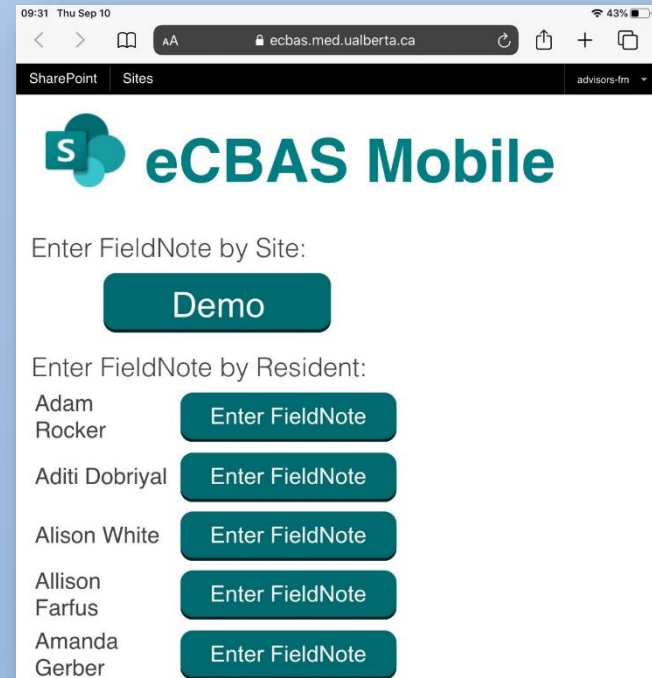 09:31 Thu Sep 10
43%
AA
ecbas.med.ualberta.ca
SharePoint Sites
advisors-fm
S
eCBAS Mobile
Enter FieldNote by Site:
Demo
Enter FieldNote by Resident:
Adam
Rocker
Enter FieldNote
Aditi Dobriyal
Enter FieldNote
Alison White
Enter FieldNote
Allison
Farfus
Enter FieldNote
Amanda
Gerber
Enter FieldNote